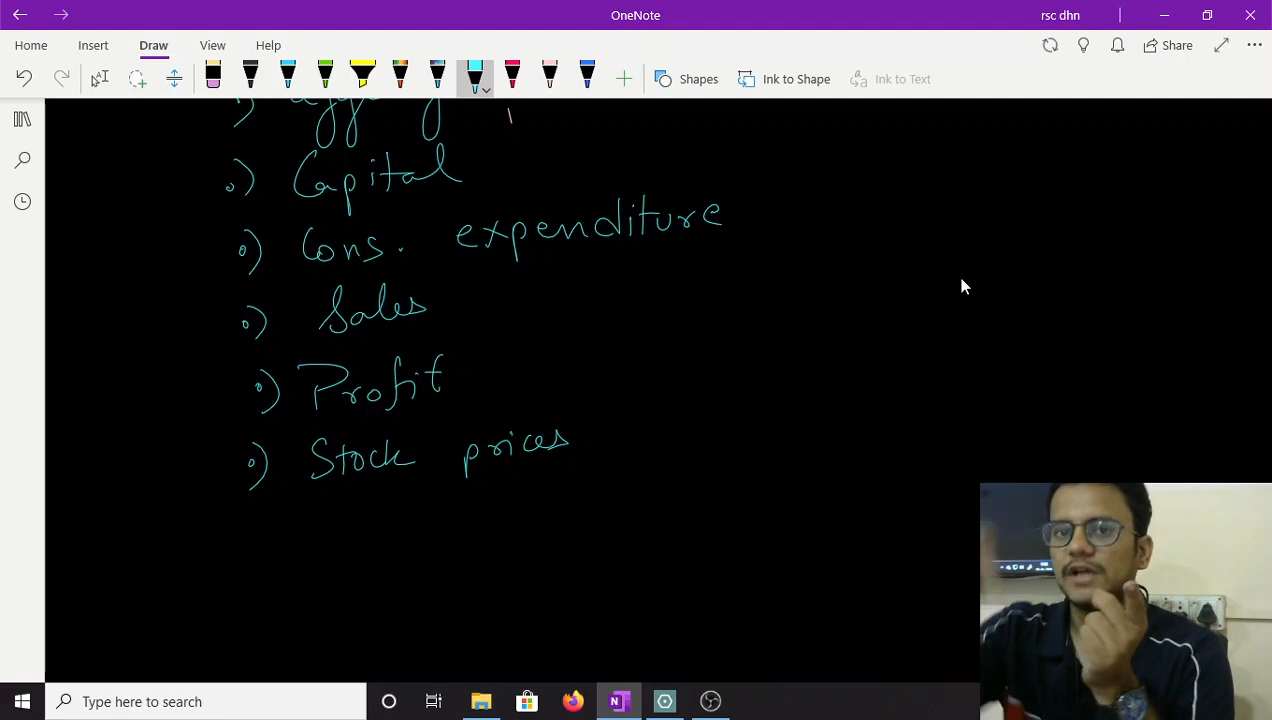 OneNote
rsc dhn
Home Insert Draw View Help
Share
Shapes Ink to Shape Ink to Text
Capital
Cons. expenditure
Sales
Profit
Stock prices
Type here to search